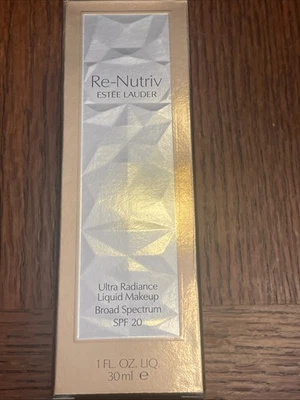 Re-Nutriv
ESTĒE LAUDER
Ultra Radiance
Liquid Makeup
Broad Spectrum
SPF 20
1 FL. OZ. LIQ.
30 ml ℮